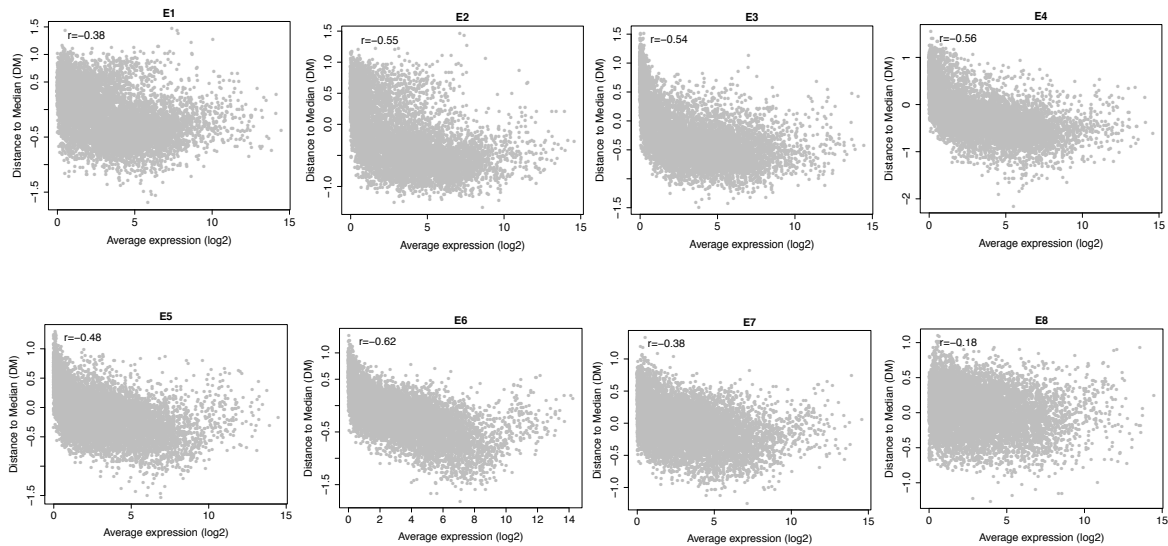 E1
r=−0.38
Distance to Median (DM)
1.5
1.0
0.5
−0.5
−1.5
0
5
10
15
Average expression (log2)
E2
r=−0.55
Distance to Median (DM)
1.5
1.0
0.5
0.0
−1.0
0
5
10
15
Average expression (log2)
E3
r=−0.54
Distance to Median (DM)
1.5
1.0
0.5
0.0
−0.5
−1.5
0
5
10
15
Average expression (log2)
E4
r=−0.56
Distance to Median (DM)
1
0
−1
−2
0
5
10
15
Average expression (log2)
E5
r=−0.48
Distance to Median (DM)
1.0
0.5
0.0
−0.5
−1.5
0
5
10
15
Average expression (log2)
E6
r=−0.62
Distance to Median (DM)
1.0
0.5
0.0
−0.5
−1.5
0
2
4
6
8
10
12
14
Average expression (log2)
E7
r=−0.38
Distance to Median (DM)
1.0
0.5
0.0
−1.0
0
5
10
15
Average expression (log2)
E8
r=−0.18
Distance to Median (DM)
1.0
0.5
0.0
−0.5
−1.0
0
5
10
15
Average expression (log2)